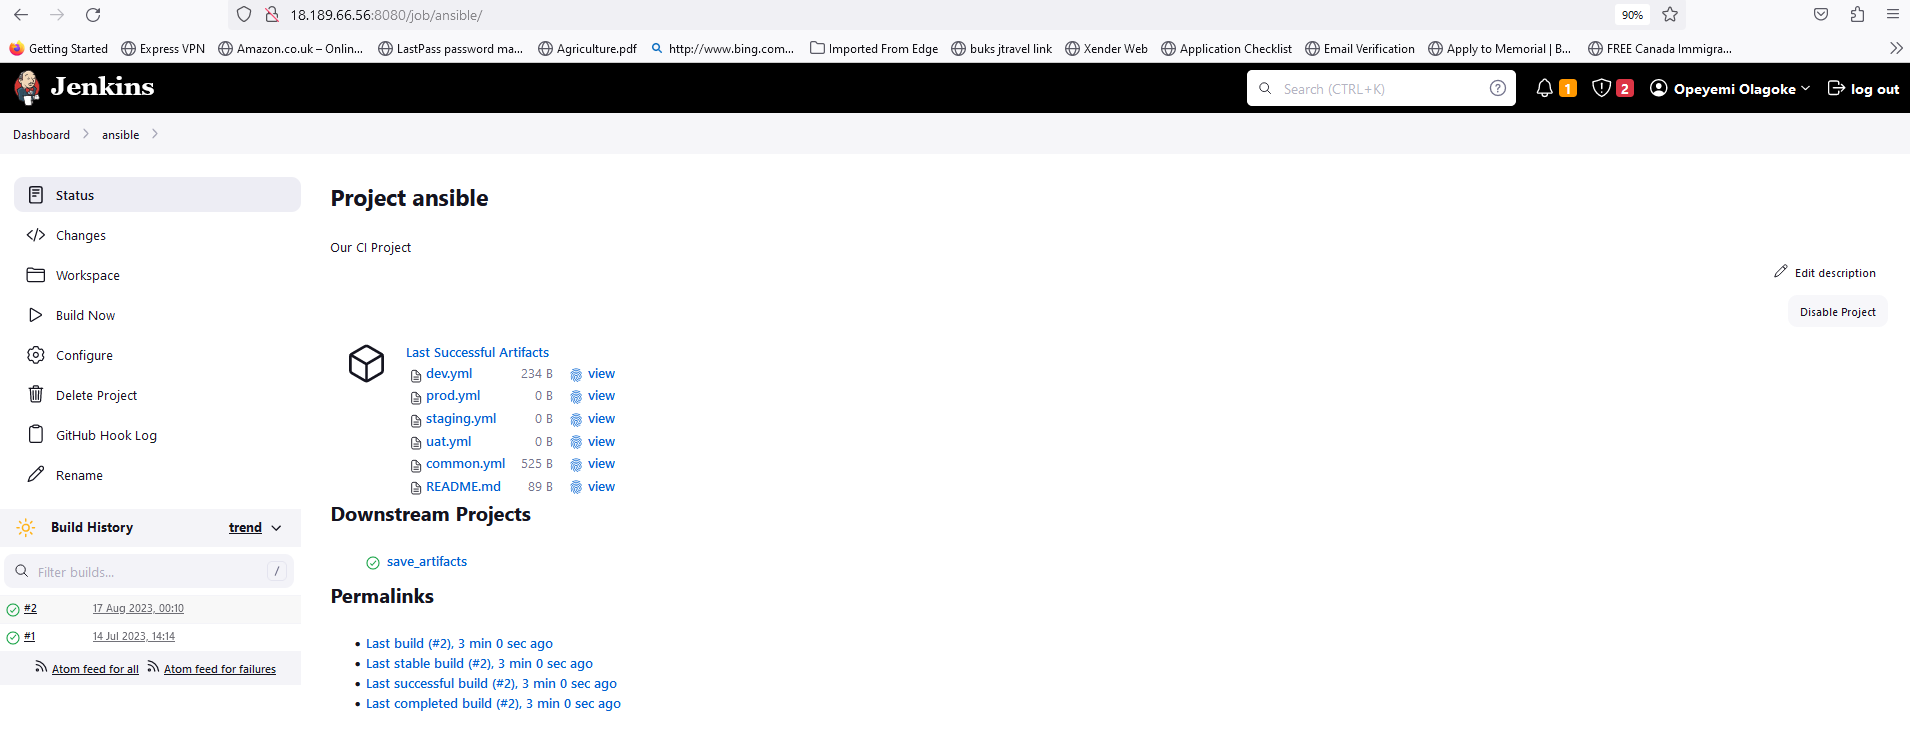 18.189.66.56:8080/job/ansible/
90%
Getting Started Express VPN Amazon.co.uk – Onlin... LastPass password ma... Agriculture.pdf http://www.bing.com... Imported From Edge buks jtravel link Xender Web Application Checklist Email Verification Apply to Memorial | B... FREE Canada Immigra...
Jenkins
Search (CTRL+K) ?
1
2
Opeyemi Olagoke
log out
Dashboard ansible
Status
Changes
Workspace
Build Now
Configure
Delete Project
GitHub Hook Log
Rename
Build History trend
Filter builds... /
#2 17 Aug 2023, 00:10
#1 14 Jul 2023, 14:14
Atom feed for all Atom feed for failures
Project ansible
Our CI Project
Edit description
Disable Project
Last Successful Artifacts
dev.yml 234 B view
prod.yml 0 B view
staging.yml 0 B view
uat.yml 0 B view
common.yml 525 B view
README.md 89 B view
Downstream Projects
save_artifacts
Permalinks
• Last build (#2), 3 min 0 sec ago
• Last stable build (#2), 3 min 0 sec ago
• Last successful build (#2), 3 min 0 sec ago
• Last completed build (#2), 3 min 0 sec ago